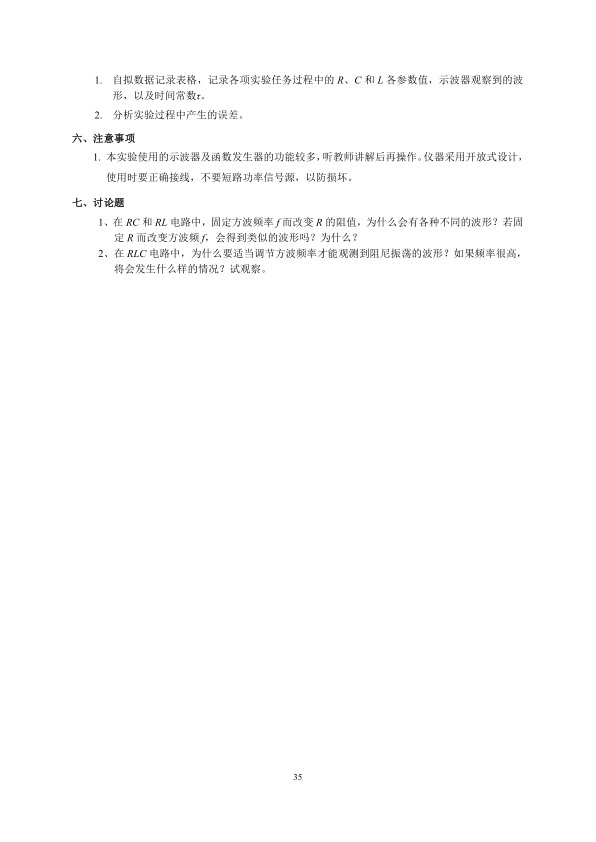 1. 自拟数据记录表格，记录各项实验任务过程中的 R、C 和 L 各参数值，示波器观察到的波
形，以及时间常数τ。
2. 分析实验过程中产生的误差。
六、注意事项
1. 本实验使用的示波器及函数发生器的功能较多，听教师讲解后再操作。仪器采用开放式设计，
使用时要正确接线，不要短路功率信号源，以防损坏。
七、讨论题
1、在 RC 和 RL 电路中，固定方波频率 f 而改变 R 的阻值，为什么会有各种不同的波形？若固
定 R 而改变方波频 f，会得到类似的波形吗？为什么？
2、在 RLC 电路中，为什么要适当调节方波频率才能观测到阻尼振荡的波形？如果频率很高，
将会发生什么样的情况？试观察。
35